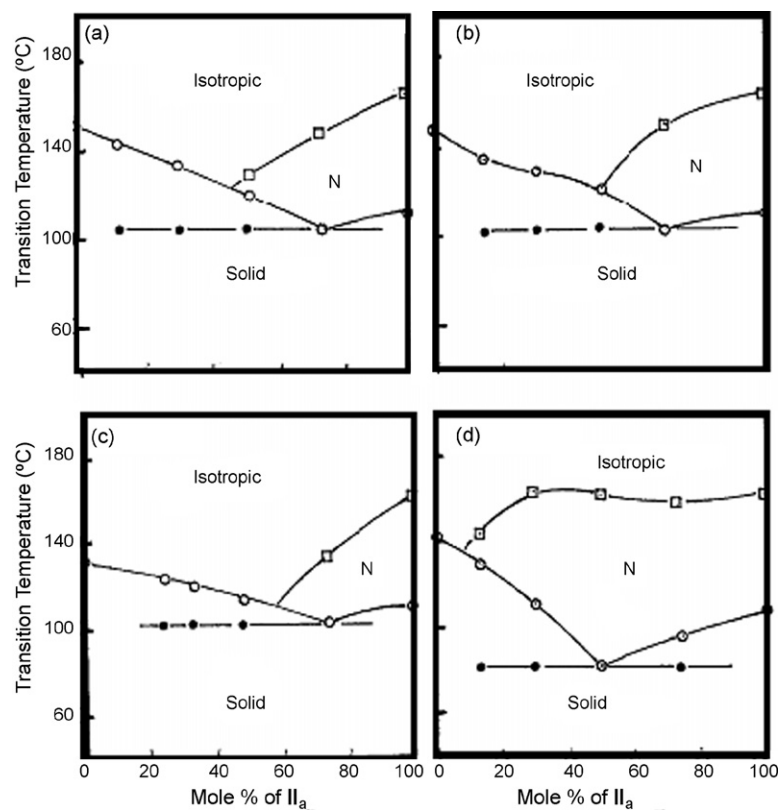 (a)
(b)
180
140
100
60
Transition Temperature (ºC)
Isotropic
N
Solid
Isotropic
N
Solid
(c)
(d)
180
140
100
60
Transition Temperature (ºC)
Isotropic
N
Solid
Isotropic
N
Solid
0 20 40 60 80 100
0 20 40 60 80 100
Mole % of IIa
Mole % of IIa